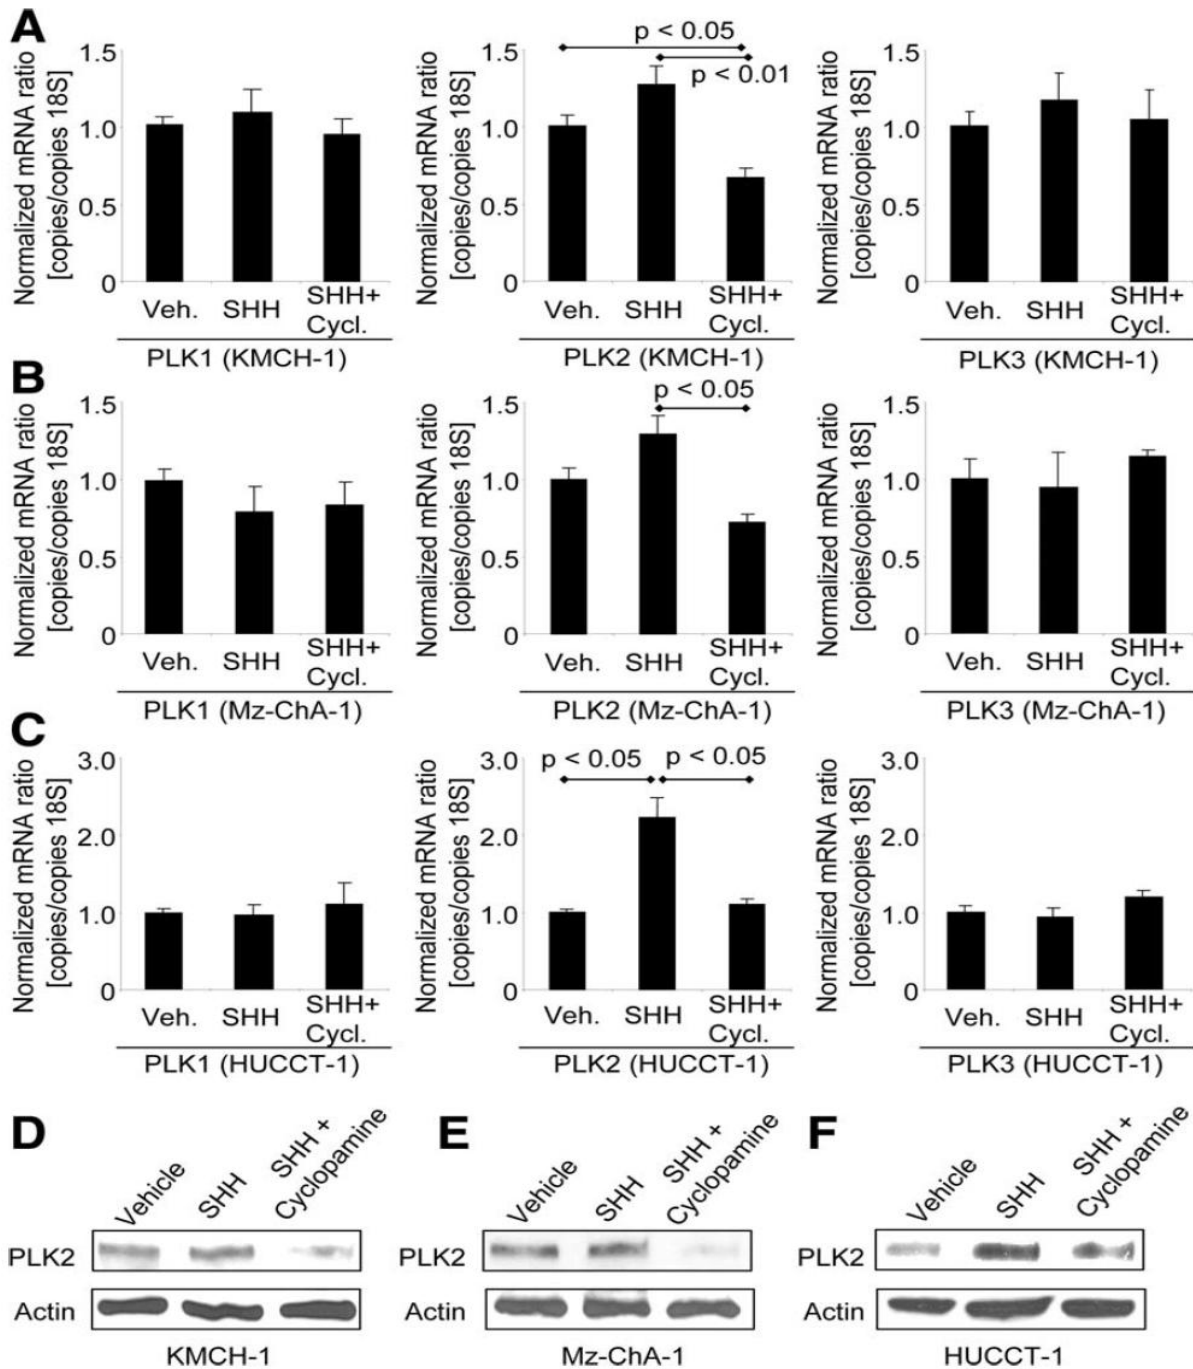 A
Normalized mRNA ratio
[copies/copies 18S]
1.5
1.0
0.5
0
Veh.
SHH
SHH+
Cycl.
PLK1 (KMCH-1)
Normalized mRNA ratio
[copies/copies 18S]
1.5
1.0
0.5
0
p < 0.05
p < 0.01
Veh.
SHH
SHH+
Cycl.
PLK2 (KMCH-1)
Normalized mRNA ratio
[copies/copies 18S]
1.5
1.0
0.5
0
Veh.
SHH
SHH+
Cycl.
PLK3 (KMCH-1)
B
Normalized mRNA ratio
[copies/copies 18S]
1.5
1.0
0.5
0
Veh.
SHH
SHH+
Cycl.
PLK1 (Mz-ChA-1)
Normalized mRNA ratio
[copies/copies 18S]
1.5
1.0
0.5
0
p < 0.05
Veh.
SHH
SHH+
Cycl.
PLK2 (Mz-ChA-1)
Normalized mRNA ratio
[copies/copies 18S]
1.5
1.0
0.5
0
Veh.
SHH
SHH+
Cycl.
PLK3 (Mz-ChA-1)
C
Normalized mRNA ratio
[copies/copies 18S]
3.0
2.0
1.0
0
Veh.
SHH
SHH+
Cycl.
PLK1 (HUCCT-1)
Normalized mRNA ratio
[copies/copies 18S]
3.0
2.0
1.0
0
p < 0.05
p < 0.05
Veh.
SHH
SHH+
Cycl.
PLK2 (HUCCT-1)
Normalized mRNA ratio
[copies/copies 18S]
3.0
2.0
1.0
0
Veh.
SHH
SHH+
Cycl.
PLK3 (HUCCT-1)
D
Vehicle
SHH
SHH +
Cyclopamine
PLK2
Actin
KMCH-1
E
Vehicle
SHH
SHH +
Cyclopamine
PLK2
Actin
Mz-ChA-1
F
Vehicle
SHH
SHH +
Cyclopamine
PLK2
Actin
HUCCT-1